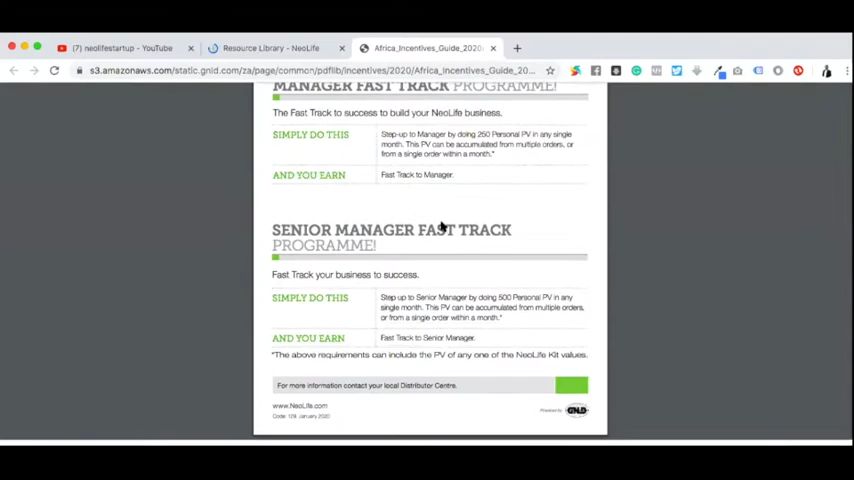 (7) neolifestartup - YouTube
Resource Library - NeoLife
Africa_Incentives_Guide_2020
s3.amazonaws.com/static.gnld.com/za/page/common/pdflib/incentives/2020/Africa_Incentives_Guide_20...
MANAGER FAST TRACK PROGRAMME!
The Fast Track to success to build your NeoLife business.
SIMPLY DO THIS
Step-up to Manager by doing 250 Personal PV in any single
month. This PV can be accumulated from multiple orders, or
from a single order within a month.*
AND YOU EARN
Fast Track to Manager.
SENIOR MANAGER FAST TRACK
PROGRAMME!
Fast Track your business to success.
SIMPLY DO THIS
Step up to Senior Manager by doing 500 Personal PV in any
single month. This PV can be accumulated from multiple orders,
or from a single order within a month.*
AND YOU EARN
Fast Track to Senior Manager.
*The above requirements can include the PV of any one of the NeoLife Kit values.
For more information contact your local Distributor Centre.
www.NeoLife.com
Code: 129 January 2020
Powered by GNLD